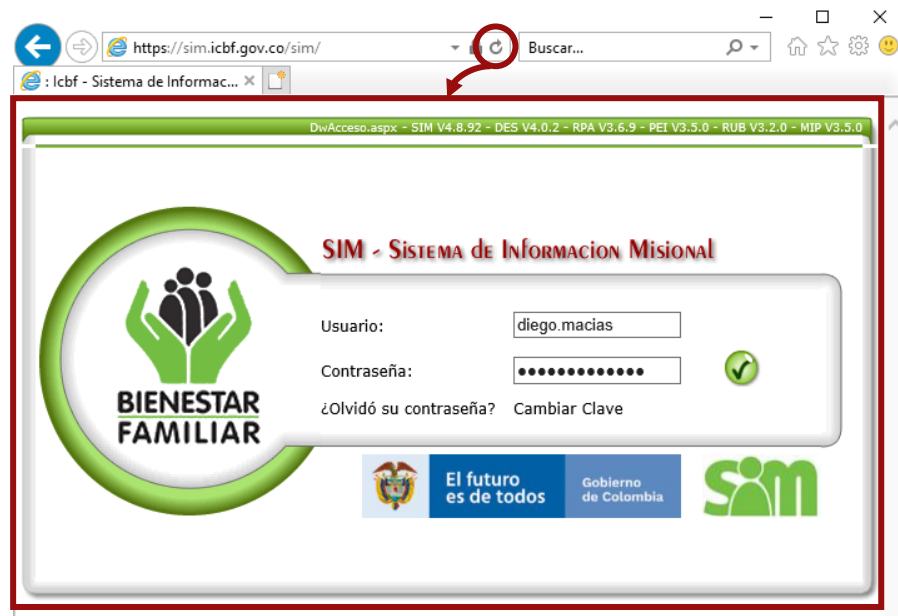 https://sim.icbf.gov.co/sim/
Buscar...
: Icbf - Sistema de Informac...
DwAcceso.aspx - SIM V4.8.92 - DES V4.0.2 - RPA V3.6.9 - PEI V3.5.0 - RUB V3.2.0 - MIP V3.5.0
SIM - Sistema de Informacion Misional
Usuario:
diego.macias
Contraseña:
•••••••••••••
¿Olvidó su contraseña? Cambiar Clave
BIENESTAR
FAMILIAR
El futuro
es de todos
Gobierno
de Colombia
Sim